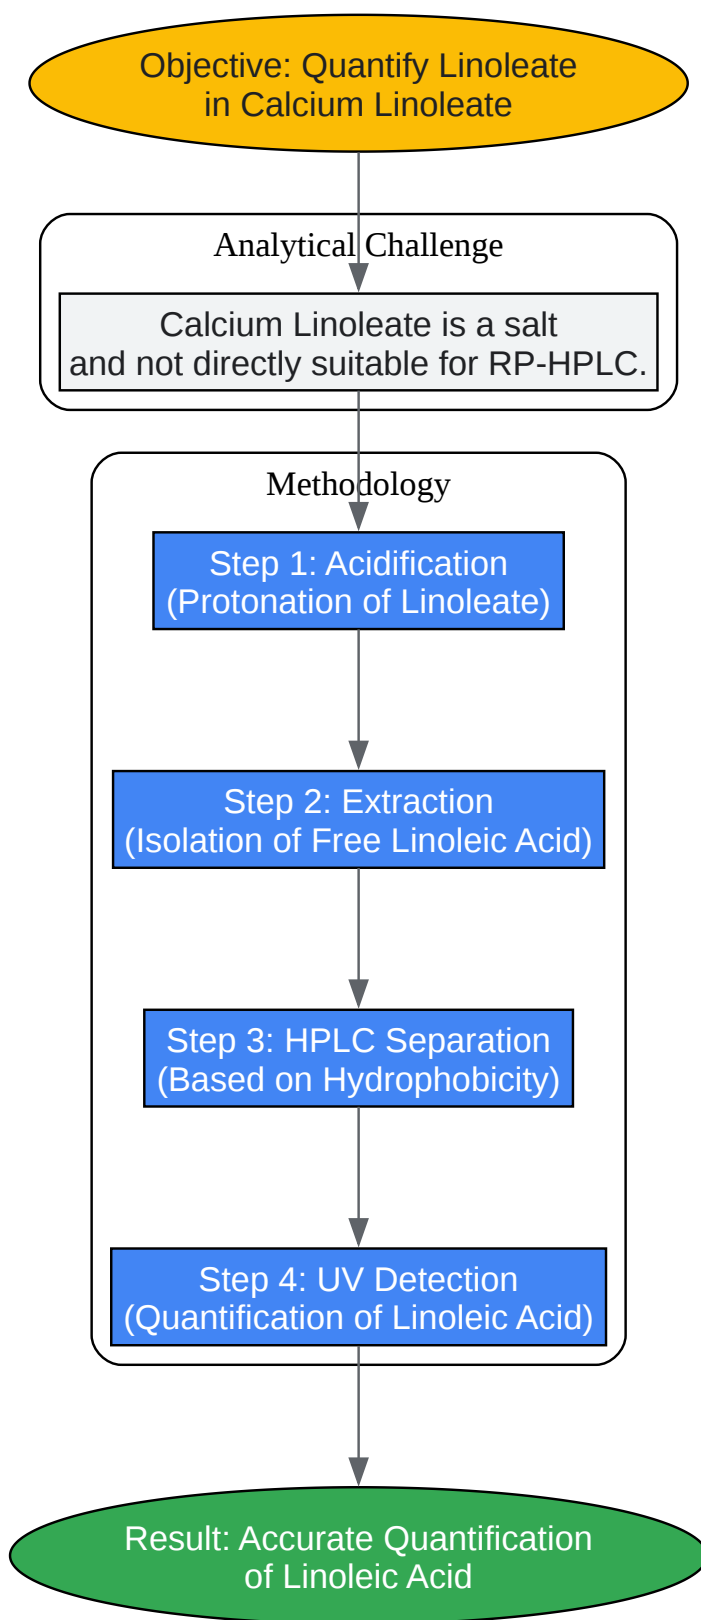 Objective: Quantify Linoleate
in Calcium Linoleate
Analytical Challenge
Calcium Linoleate is a salt
and not directly suitable for RP-HPLC.
Methodology
Step 1: Acidification
(Protonation of Linoleate)
Step 2: Extraction
(Isolation of Free Linoleic Acid)
Step 3: HPLC Separation
(Based on Hydrophobicity)
Step 4: UV Detection
(Quantification of Linoleic Acid)
Result: Accurate Quantification
of Linoleic Acid